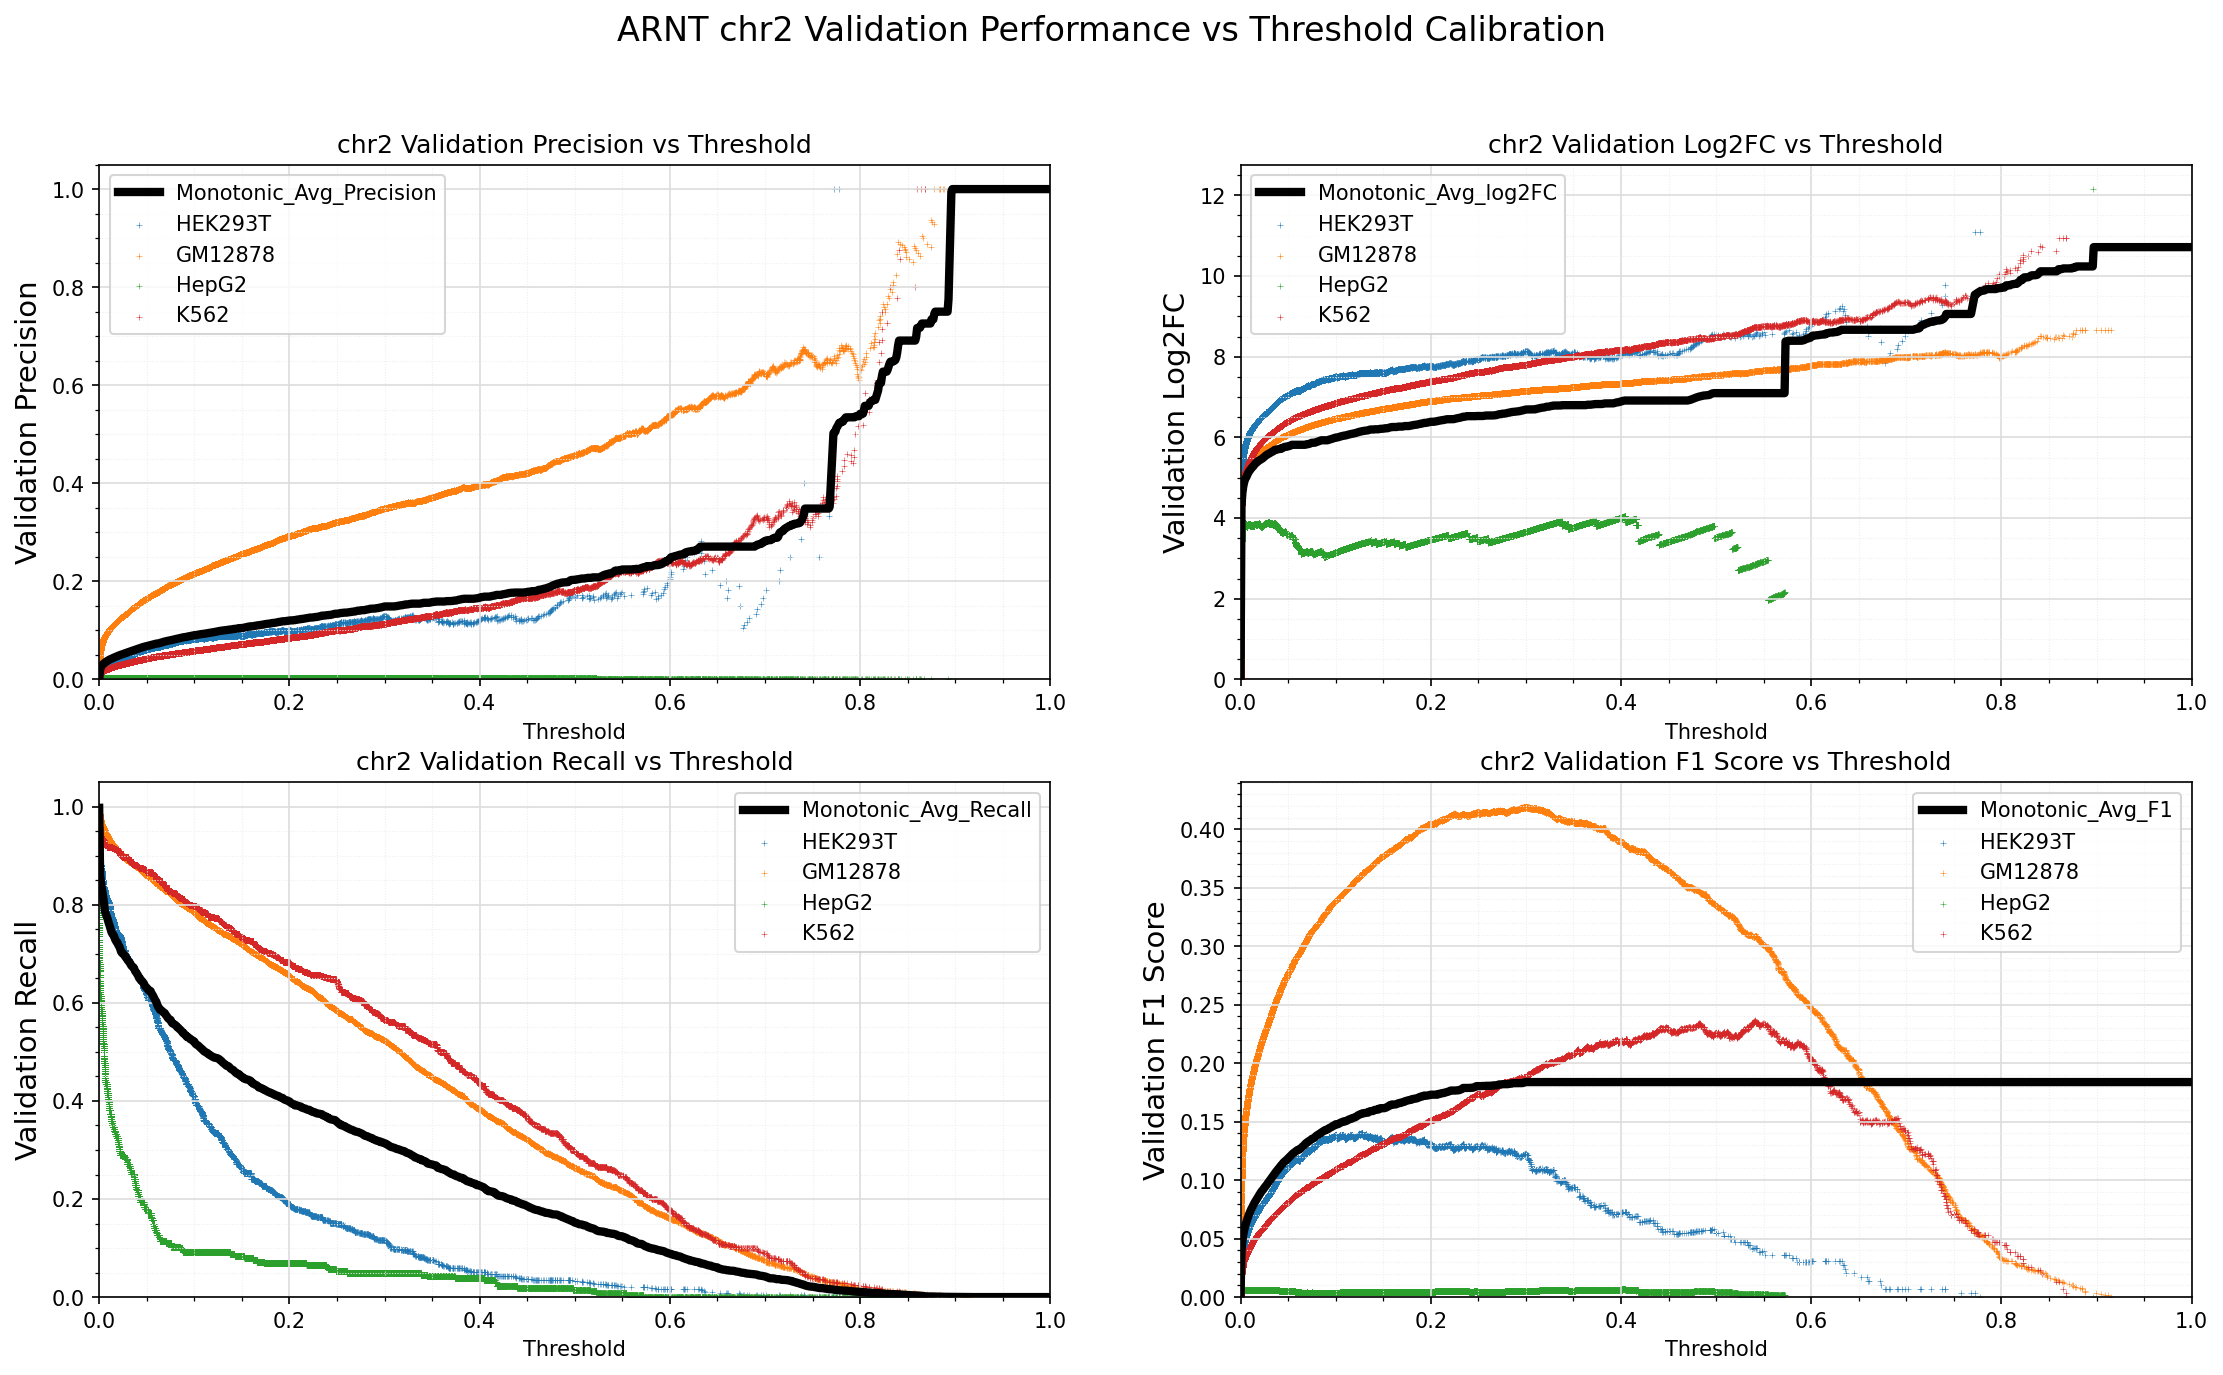 ARNT chr2 Validation Performance vs Threshold Calibration
chr2 Validation Precision vs Threshold
Validation Precision
1.0
0.8
0.6
0.4
0.2
0.0
Monotonic_Avg_Precision
HEK293T
GM12878
HepG2
K562
0.0 0.2 0.4 0.6 0.8 1.0
Threshold
chr2 Validation Log2FC vs Threshold
Validation Log2FC
12
10
8
6
4
2
0
Monotonic_Avg_log2FC
HEK293T
GM12878
HepG2
K562
0.0 0.2 0.4 0.6 0.8 1.0
Threshold
chr2 Validation Recall vs Threshold
Validation Recall
1.0
0.8
0.6
0.4
0.2
0.0
Monotonic_Avg_Recall
HEK293T
GM12878
HepG2
K562
0.0 0.2 0.4 0.6 0.8 1.0
Threshold
chr2 Validation F1 Score vs Threshold
Validation F1 Score
0.40
0.35
0.30
0.25
0.20
0.15
0.10
0.05
0.00
Monotonic_Avg_F1
HEK293T
GM12878
HepG2
K562
0.0 0.2 0.4 0.6 0.8 1.0
Threshold